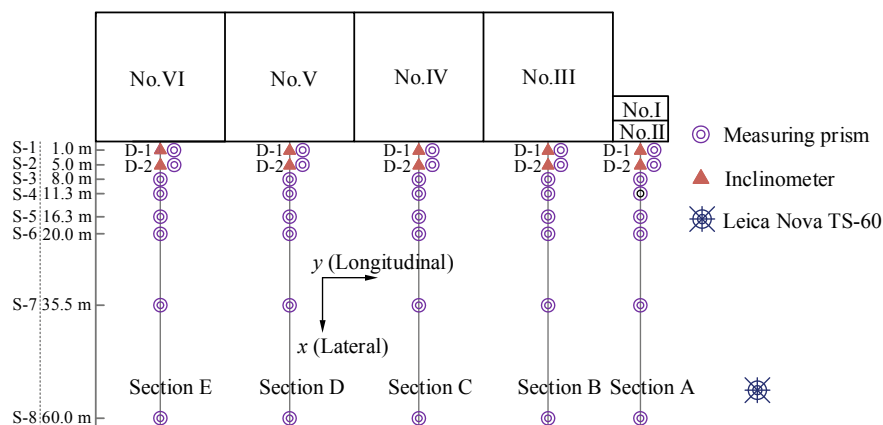 No.VI
No.V
No.IV
No.III
No.I
No.II
S-1 1.0 m D-1 D-1 D-1 D-1 D-1
S-2 5.0 m D-2 D-2 D-2 D-2 D-2
S-3 8.0 m
S-4 11.3 m
S-5 16.3 m
S-6 20.0 m
S-7 35.5 m
S-8 60.0 m
y (Longitudinal)
x (Lateral)
Section E
Section D
Section C
Section B
Section A
Measuring prism
Inclinometer
Leica Nova TS-60